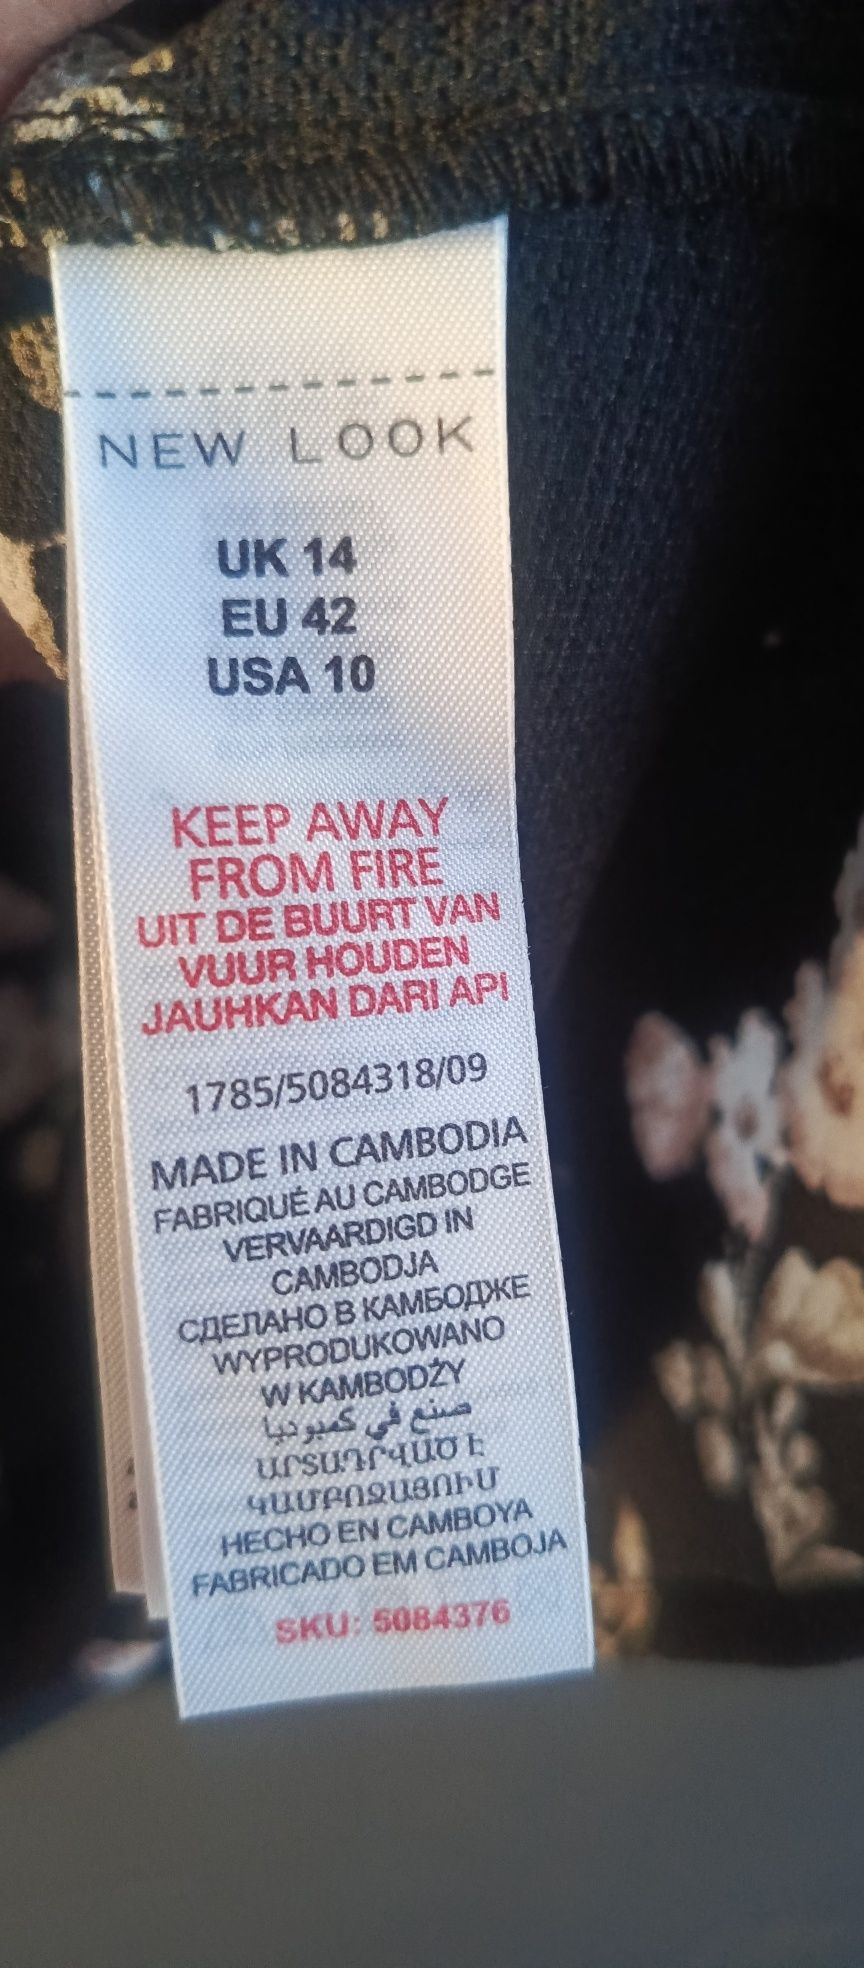 NEW LOOK
UK 14
EU 42
USA 10
KEEP AWAY
FROM FIRE
UIT DE BUURT VAN
VUUR HOUDEN
JAUHKAN DARI API
1785/5084318/09
MADE IN CAMBODIA
FABRIQUÉ AU CAMBODGE
VERVAARDIGD IN
CAMBODJA
СДЕЛАНО В КАМБОДЖЕ
WYPRODUKOWANO
W KAMBODŻY
صنع في كمبوديا
ԱՐՏԱԴՐՎԱԾ Է
ԿԱՄԲՈՋԱՅՈՒՄ
HECHO EN CAMBOYA
FABRICADO EM CAMBOJA
SKU: 5084376